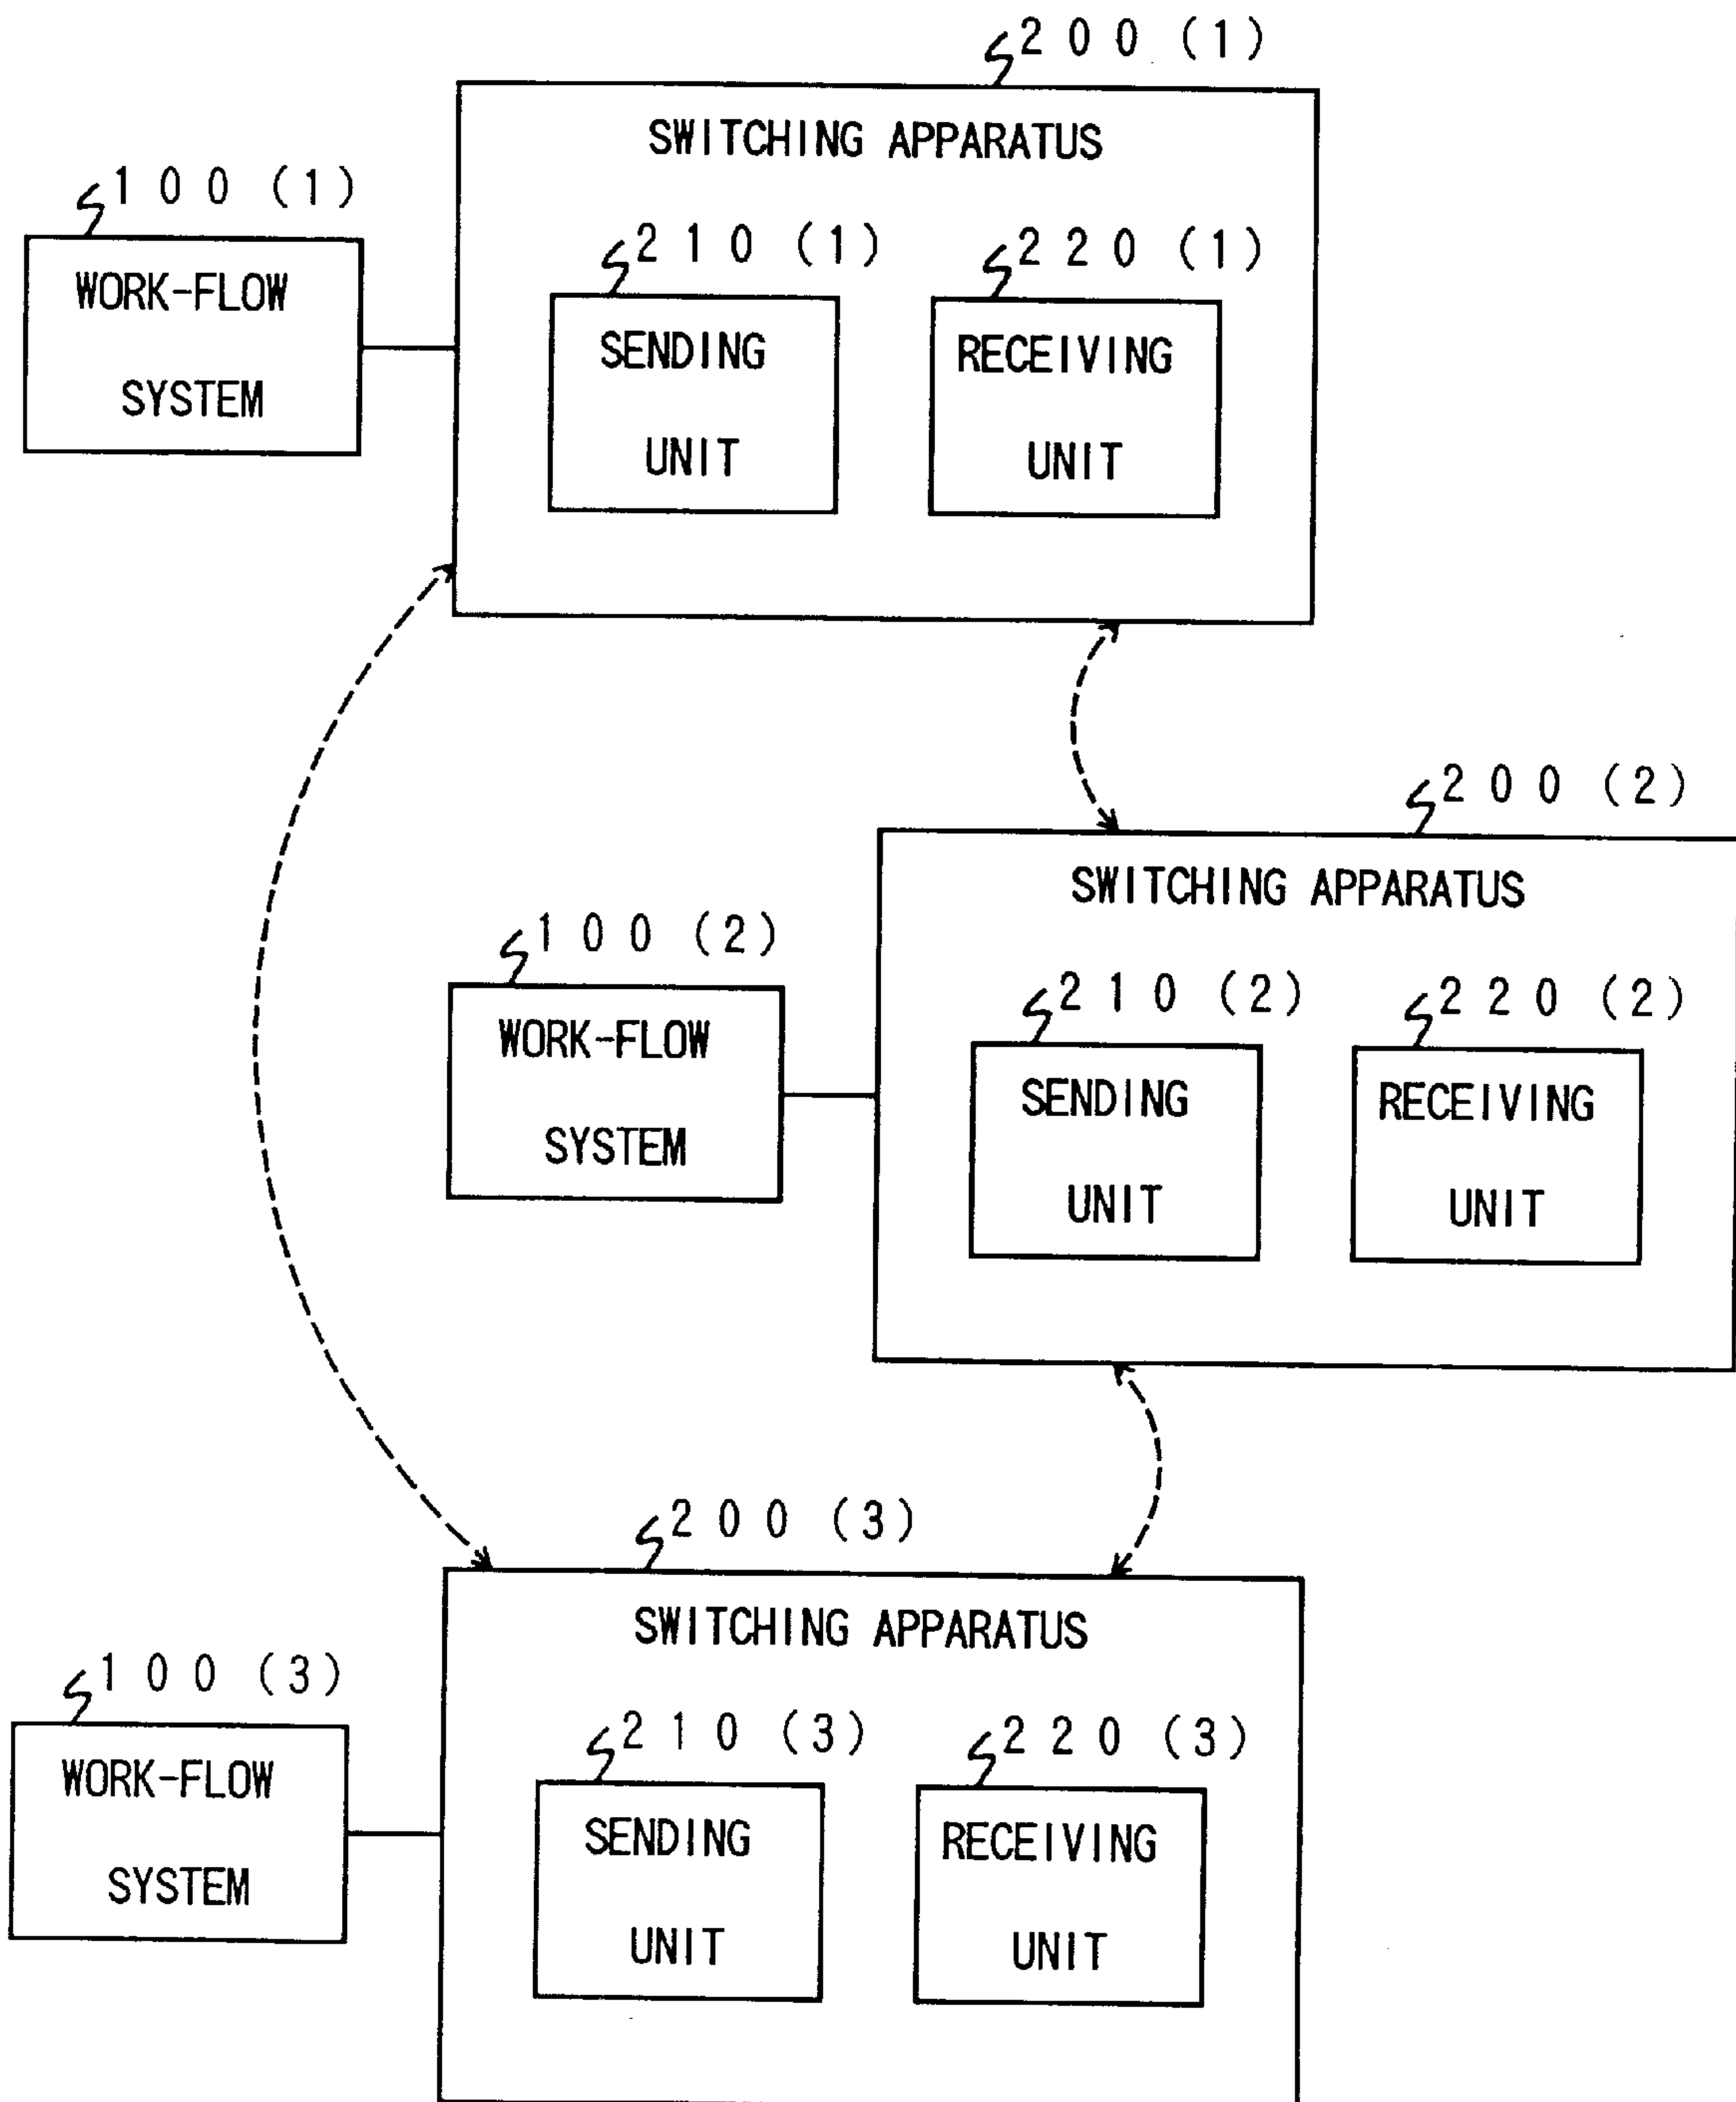 200(1)
SWITCHING APPARATUS
100(1)
WORK-FLOW
SYSTEM
210(1)
SENDING
UNIT
220(1)
RECEIVING
UNIT
200(2)
SWITCHING APPARATUS
100(2)
WORK-FLOW
SYSTEM
210(2)
SENDING
UNIT
220(2)
RECEIVING
UNIT
200(3)
SWITCHING APPARATUS
100(3)
WORK-FLOW
SYSTEM
210(3)
SENDING
UNIT
220(3)
RECEIVING
UNIT